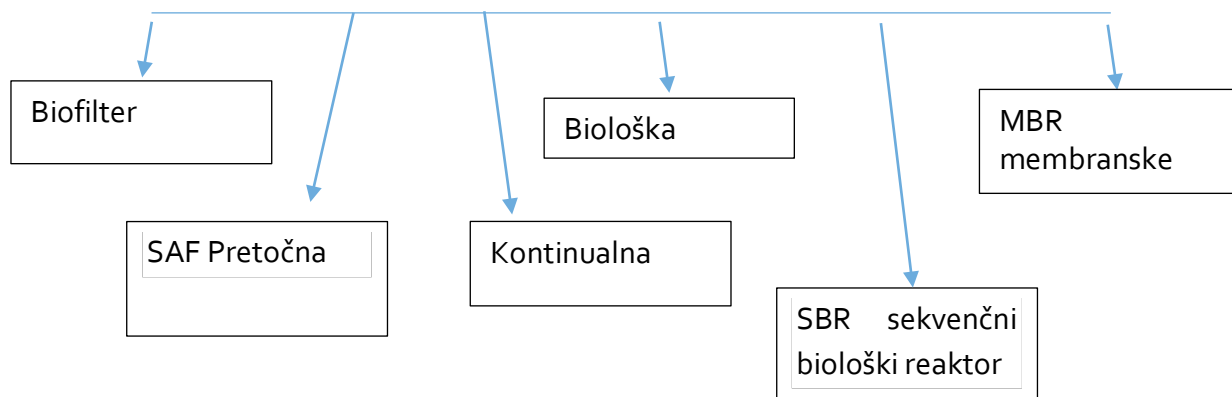 Biofilter
Biološka
MBR
membranske
SAF Pretočna
Kontinualna
SBR sekvenčni
biološki reaktor